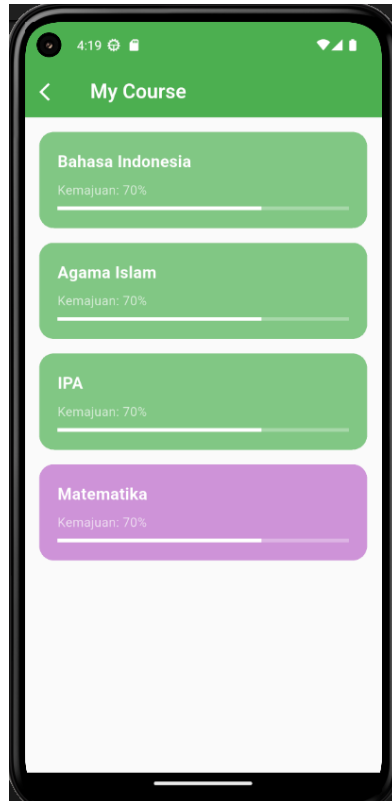 4:19
My Course
Bahasa Indonesia
Kemajuan: 70%
Agama Islam
Kemajuan: 70%
IPA
Kemajuan: 70%
Matematika
Kemajuan: 70%